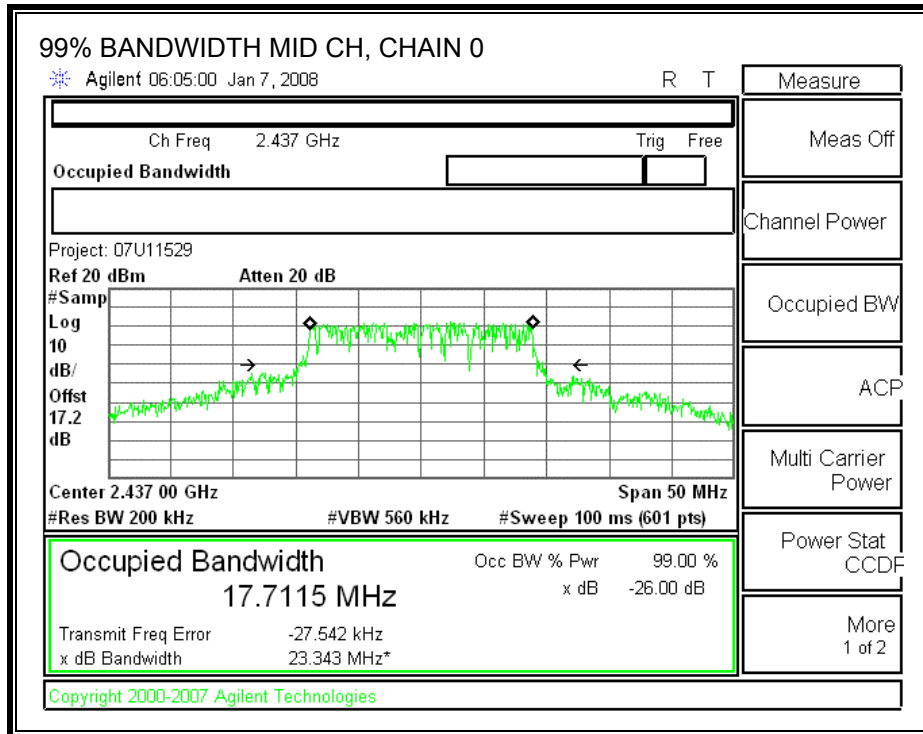 99% BANDWIDTH MID CH, CHAIN 0
Agilent 06:05:00 Jan 7, 2008 R T
Ch Freq 2.437 GHz Trig Free
Occupied Bandwidth
Project: 07U11529
Ref 20 dBm Atten 20 dB
#Samp
Log
10
dB/
Offst
17.2
dB
Center 2.437 00 GHz Span 50 MHz
#Res BW 200 kHz #VBW 560 kHz #Sweep 100 ms (601 pts)
Occupied Bandwidth Occ BW % Pwr 99.00 %
17.7115 MHz x dB -26.00 dB
Transmit Freq Error -27.542 kHz
x dB Bandwidth 23.343 MHz*
Copyright 2000-2007 Agilent Technologies
Measure
Meas Off
Channel Power
Occupied BW
ACP
Multi Carrier
Power
Power Stat
CCDF
More
1 of 2